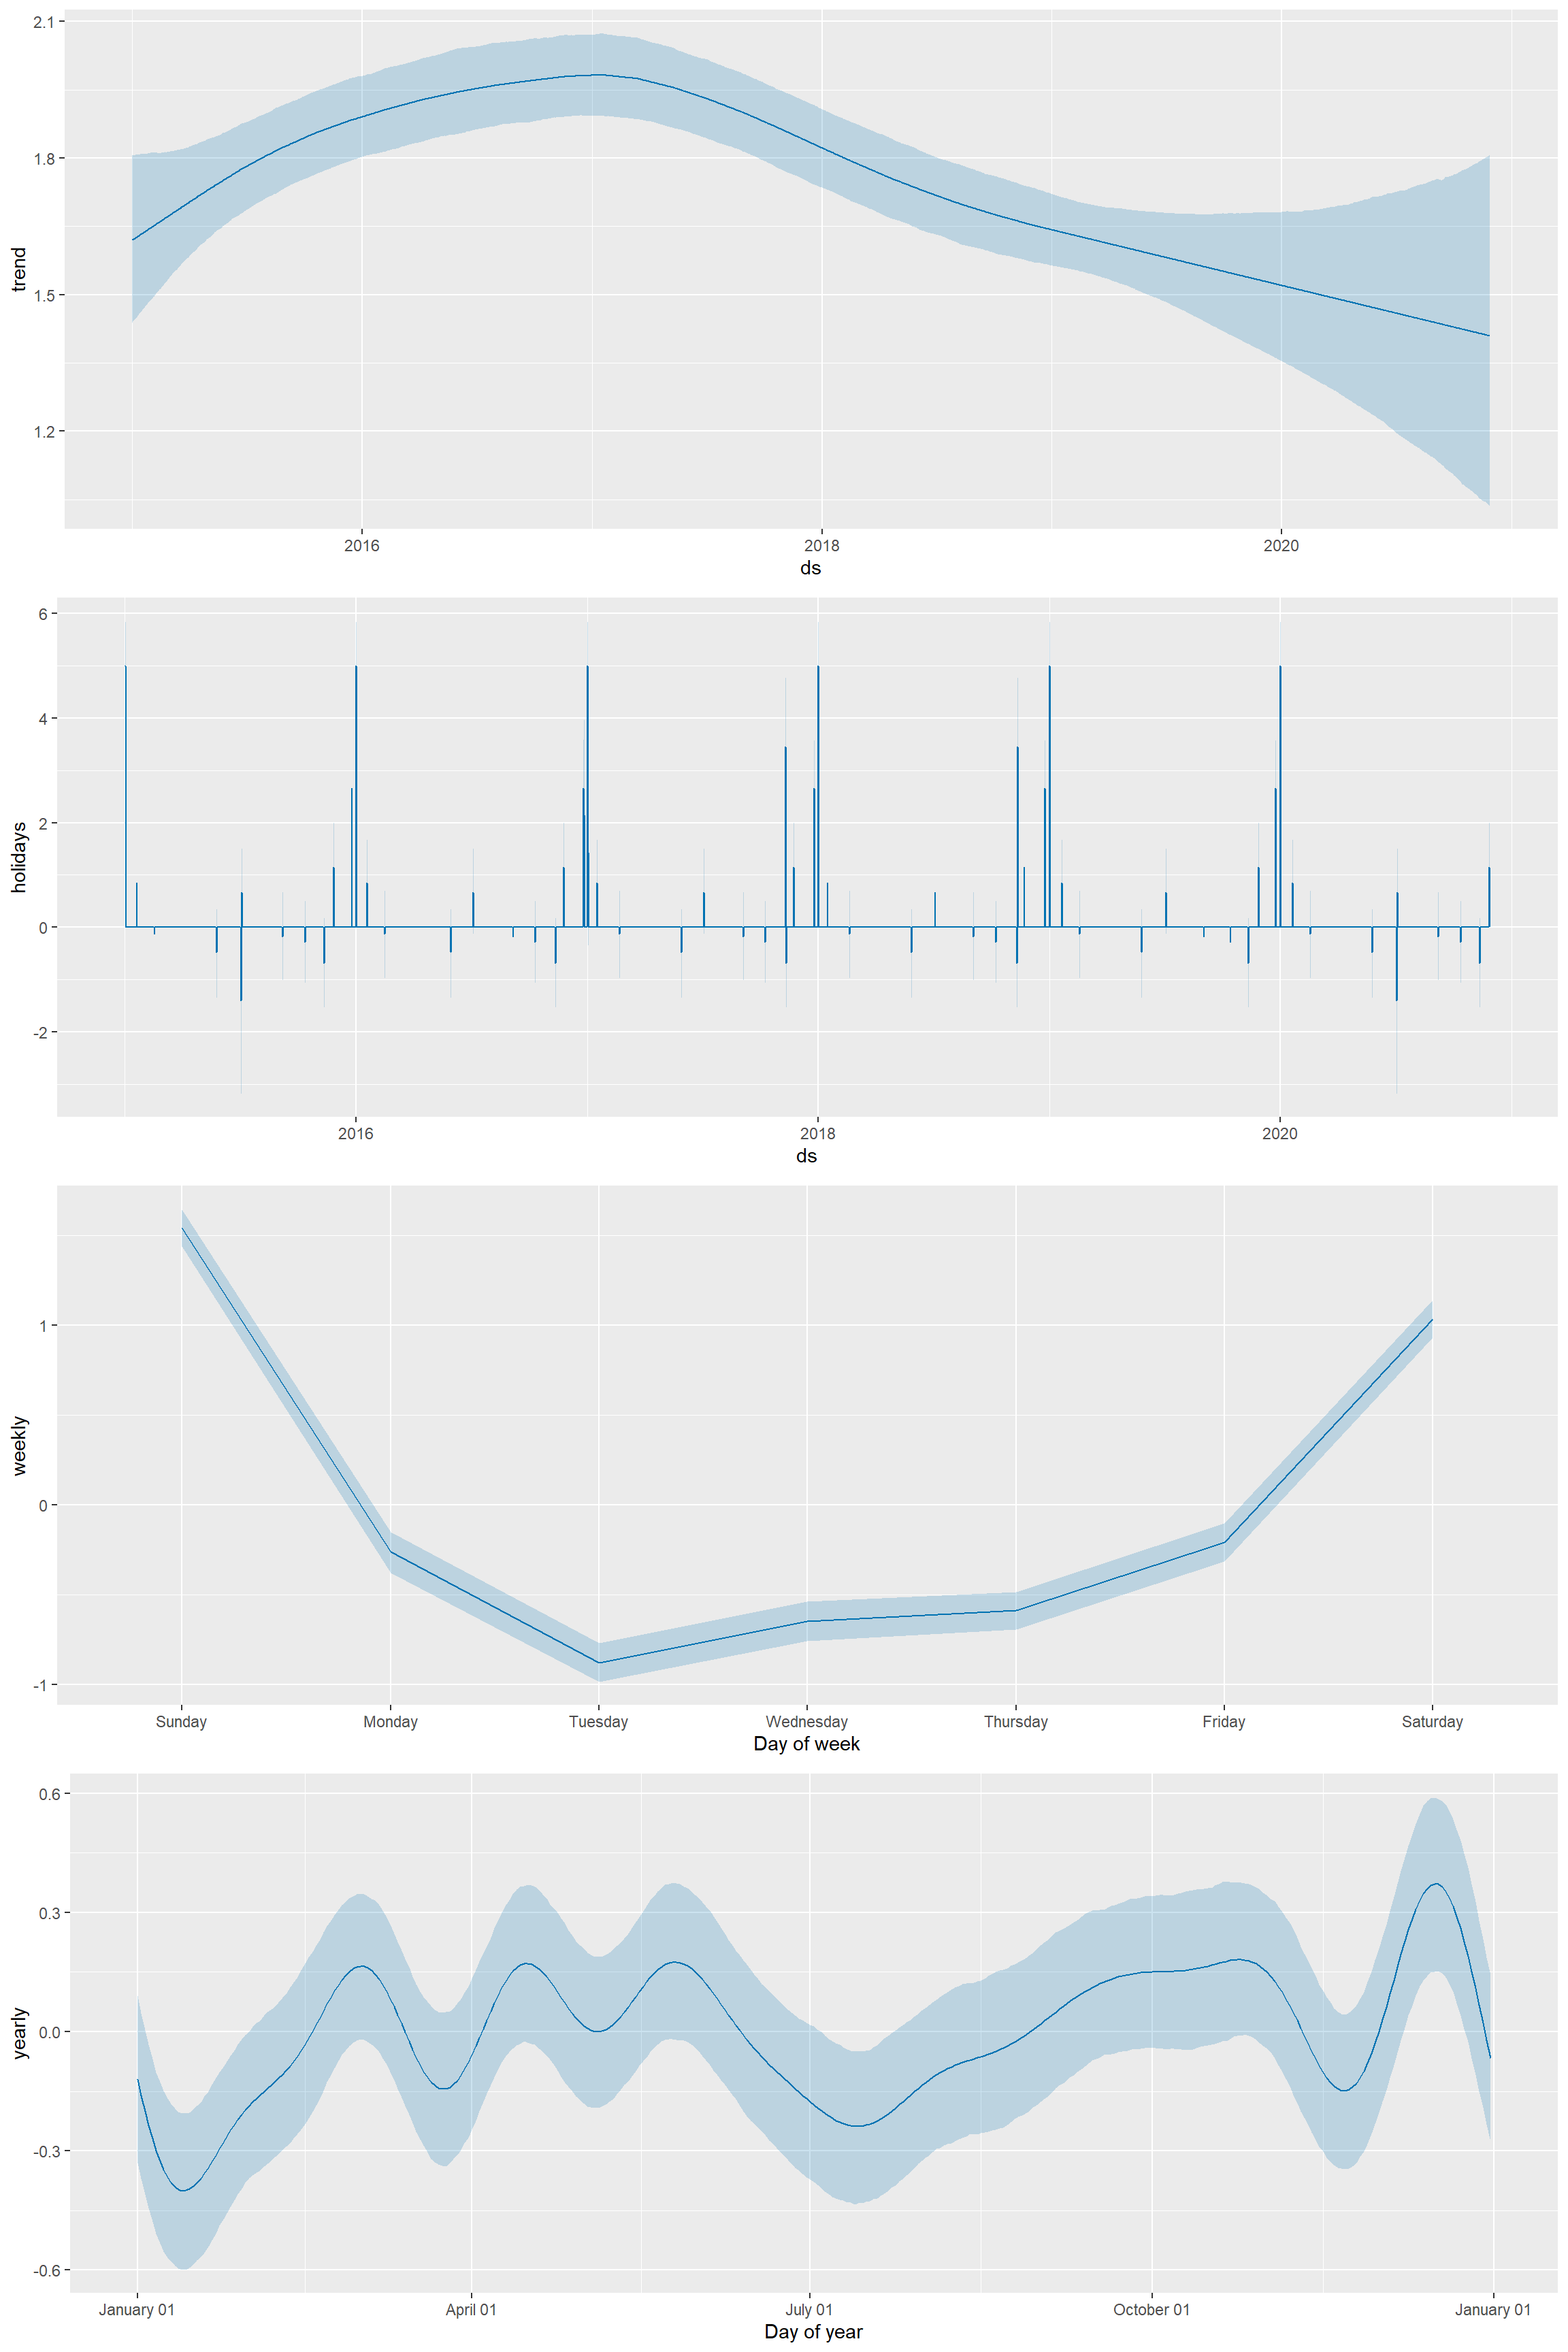 2.1
1.8
1.5
1.2
trend
2016 2018 2020
ds
6
4
2
0
-2
holidays
2016 2018 2020
ds
1
0
-1
weekly
Sunday Monday Tuesday Wednesday Thursday Friday Saturday
Day of week
0.6
0.3
0.0
-0.3
-0.6
yearly
January 01 April 01 July 01 October 01 January 01
Day of year